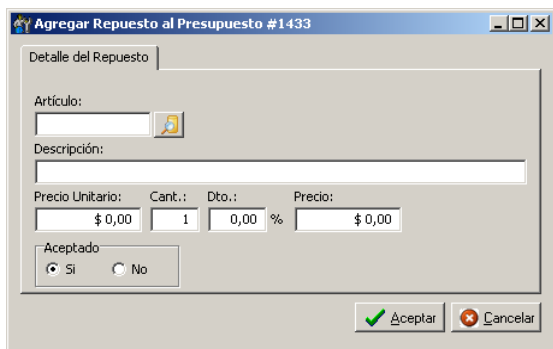 Agregar Repuesto al Presupuesto #1433
Detalle del Repuesto
Artículo:
Descripción:
Precio Unitario: Cant.: Dto.: Precio:
$ 0,00 1 0,00 % $ 0,00
Aceptado
Si No
Aceptar Cancelar